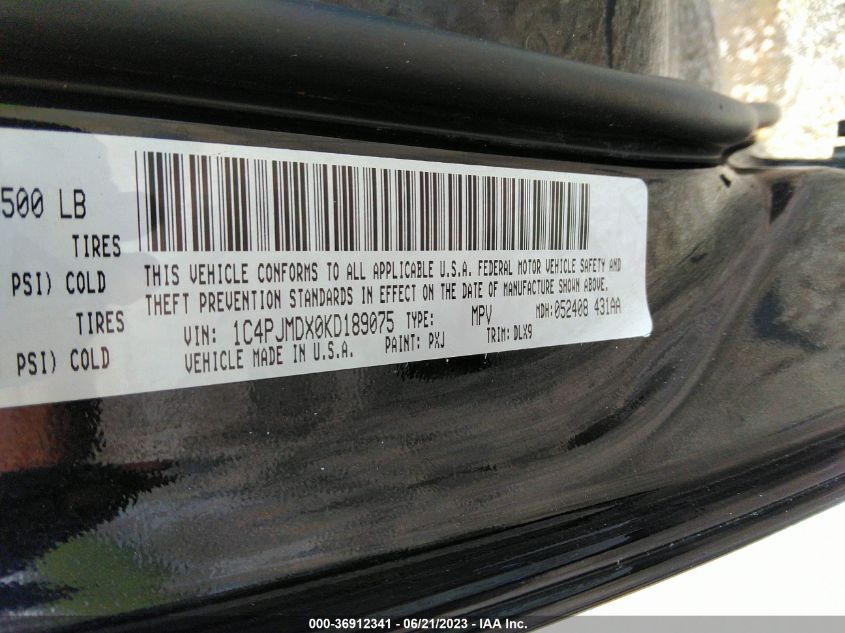 500 LB
TIRES
PSI) COLD
TIRES
PSI) COLD
THIS VEHICLE CONFORMS TO ALL APPLICABLE U.S.A. FEDERAL MOTOR VEHICLE SAFETY AND
THEFT PREVENTION STANDARDS IN EFFECT ON THE DATE OF MANUFACTURE SHOWN ABOVE.
VIN: 1C4PJMDX0KD189075 TYPE: MPV MDH:052408 431AA
VEHICLE MADE IN U.S.A. PAINT: PXJ TRIM: DLX9
000-36912341 - 06/21/2023 - IAA Inc.